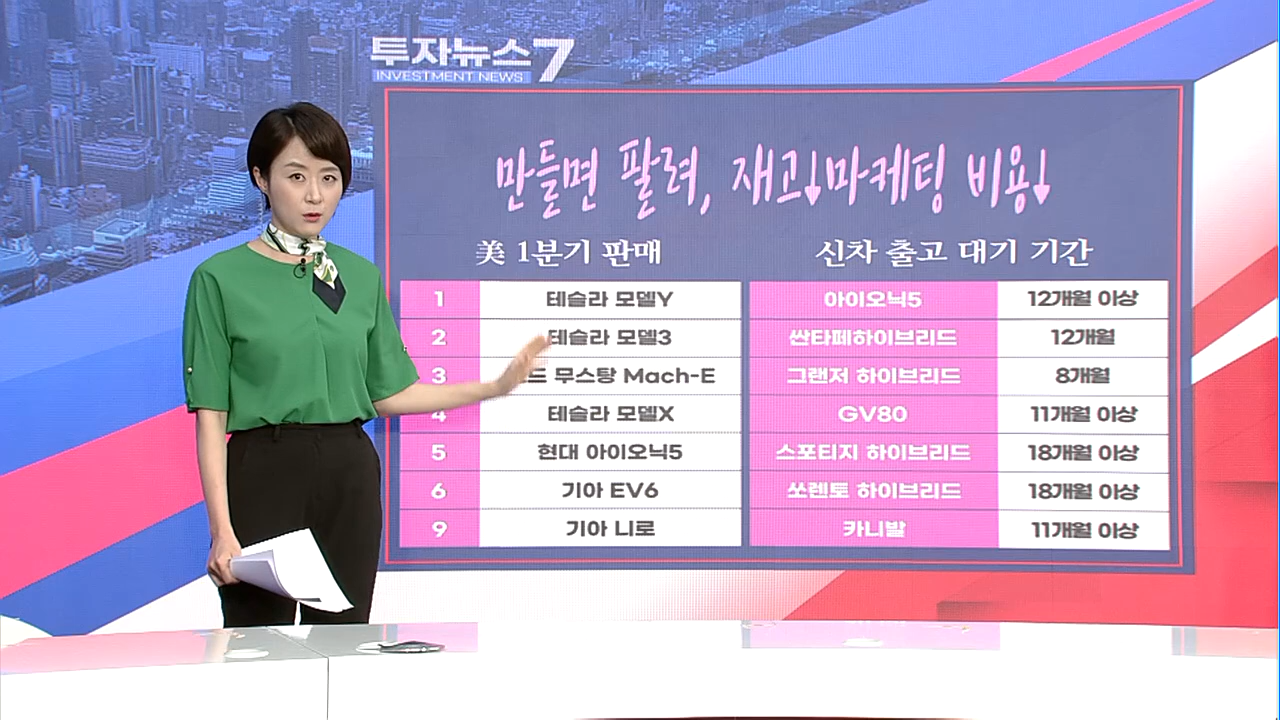 투자뉴스7
INVESTMENT NEWS
만들면 팔려, 재고↓마케팅 비용↓
美 1분기 판매
1 테슬라 모델Y
2 테슬라 모델3
3 드 무스탕 Mach-E
4 테슬라 모델X
5 현대 아이오닉5
6 기아 EV6
9 기아 니로
신차 출고 대기 기간
아이오닉5 12개월 이상
싼타페하이브리드 12개월
그랜저 하이브리드 8개월
GV80 11개월 이상
스포티지 하이브리드 18개월 이상
쏘렌토 하이브리드 18개월 이상
카니발 11개월 이상